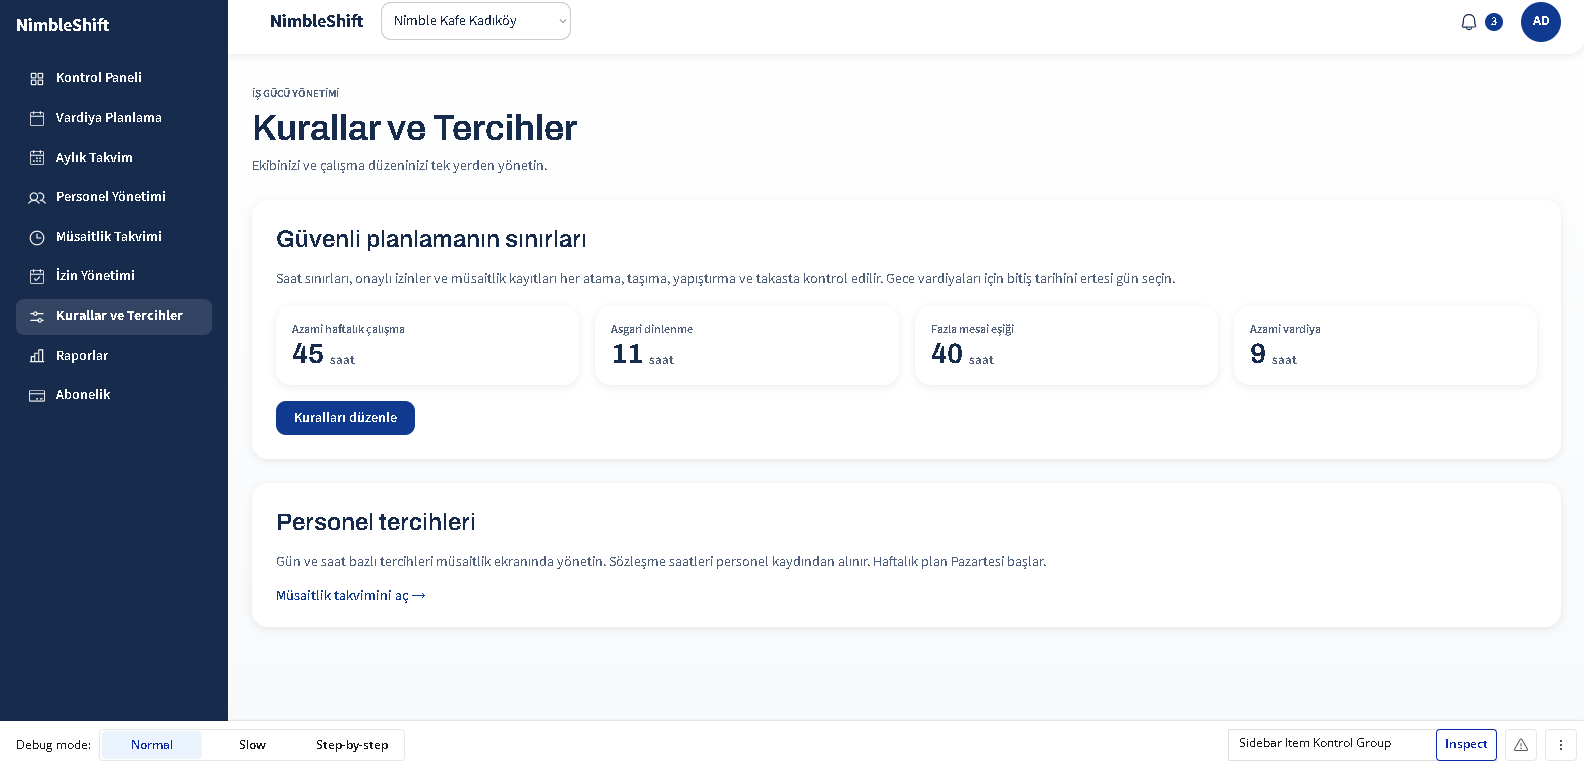 NimbleShift
Kontrol Paneli
Vardiya Planlama
Aylık Takvim
Personel Yönetimi
Müsaitlik Takvimi
İzin Yönetimi
Kurallar ve Tercihler
Raporlar
Abonelik
NimbleShift
Nimble Kafe Kadıköy
3
AD
İŞ GÜCÜ YÖNETİMİ
Kurallar ve Tercihler
Ekibinizi ve çalışma düzeninizi tek yerden yönetin.
Güvenli planlamanın sınırları
Saat sınırları, onaylı izinler ve müsaitlik kayıtları her atama, taşıma, yapıştırma ve takasta kontrol edilir. Gece vardiyaları için bitiş tarihini ertesi gün seçin.
Azami haftalık çalışma
45 saat
Asgari dinlenme
11 saat
Fazla mesai eşiği
40 saat
Azami vardiya
9 saat
Kuralları düzenle
Personel tercihleri
Gün ve saat bazlı tercihleri müsaitlik ekranında yönetin. Sözleşme saatleri personel kaydından alınır. Haftalık plan Pazartesi başlar.
Müsaitlik takvimini aç →
Debug mode:
Normal
Slow
Step-by-step
Sidebar Item Kontrol Group
Inspect